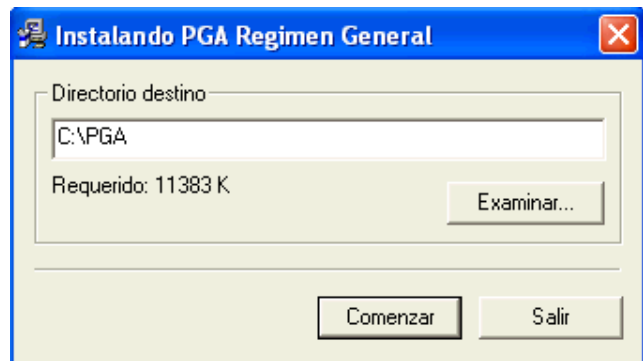 Instalando PGA Regimen General
Directorio destino
C:\PGA
Requerido: 11383 K
Examinar...
Comenzar
Salir